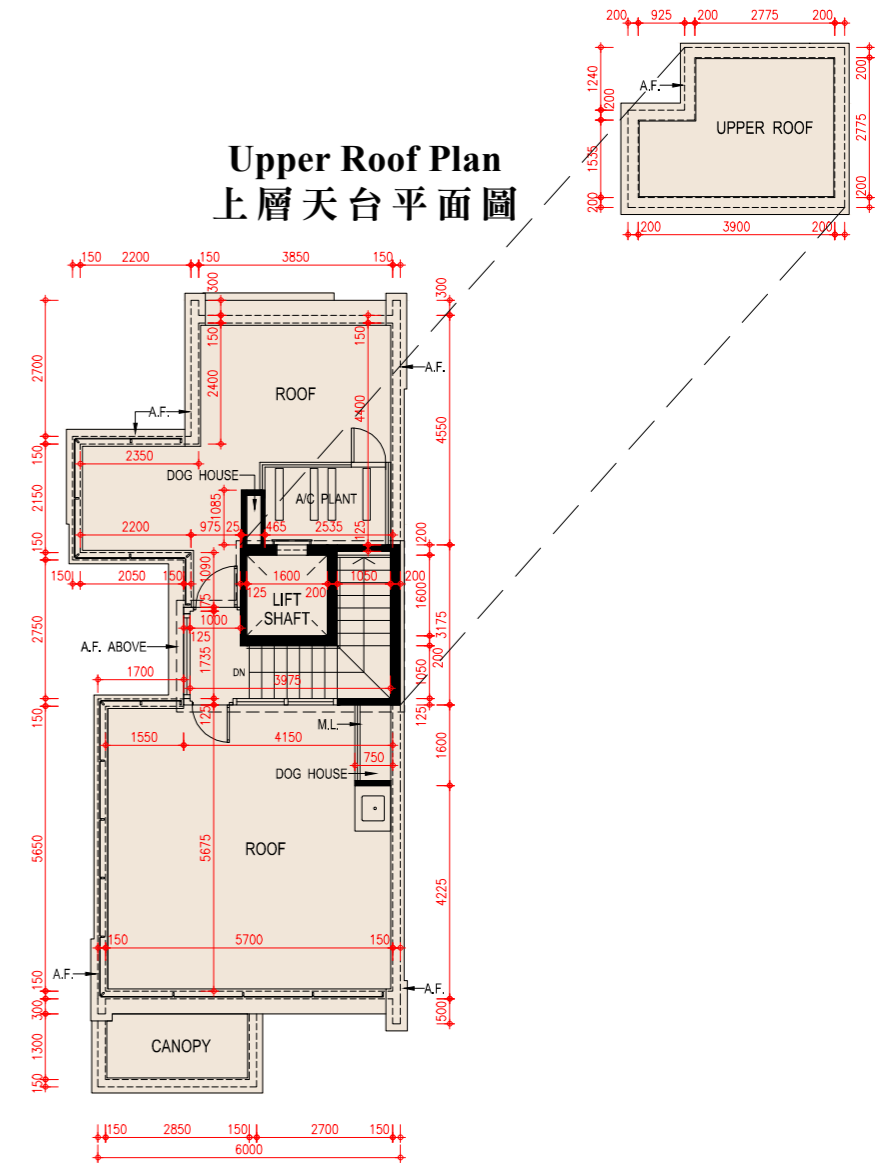 200 925 200 2775 200
1240
200
1535
200
A.F.
UPPER ROOF
200
2775
200
200 3900 200
Upper Roof Plan
上層天台平面圖
150 2200 150 3850 150
300
300
2700
150
2150
150
150
2400
150
4400
4550
ROOF
A.F.
A.F.
2350
DOG HOUSE
1085
A/C PLANT
2200 975 25 465 2535
125
200
150 2050 150
1090
75
1600 1050 200
125 200
LIFT
SHAFT
1600
3175
200
1050
125
2750
1000
125
1735
A.F. ABOVE
DN
3975
1700
150
125
M.L.
1550 4150
750
DOG HOUSE
1600
5650
5675
ROOF
4225
150 5700 150
A.F.
A.F.
150
300
500
1300
150
CANOPY
150 2850 150 2700 150
6000